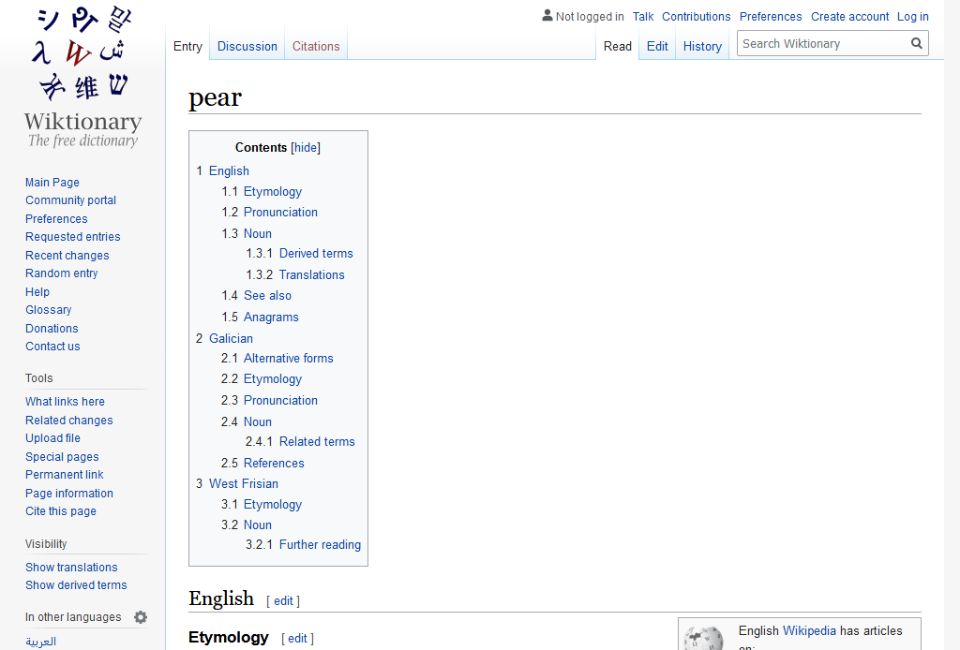 Not logged in Talk Contributions Preferences Create account Log in
Entry Discussion Citations Read Edit History Search Wiktionary
Wiktionary
The free dictionary
Main Page
Community portal
Preferences
Requested entries
Recent changes
Random entry
Help
Glossary
Donations
Contact us
Tools
What links here
Related changes
Upload file
Special pages
Permanent link
Page information
Cite this page
Visibility
Show translations
Show derived terms
In other languages
العربية
pear
Contents [hide]
1 English
1.1 Etymology
1.2 Pronunciation
1.3 Noun
1.3.1 Derived terms
1.3.2 Translations
1.4 See also
1.5 Anagrams
2 Galician
2.1 Alternative forms
2.2 Etymology
2.3 Pronunciation
2.4 Noun
2.4.1 Related terms
2.5 References
3 West Frisian
3.1 Etymology
3.2 Noun
3.2.1 Further reading
English [ edit ]
Etymology [ edit ]
English Wikipedia has articles
on: